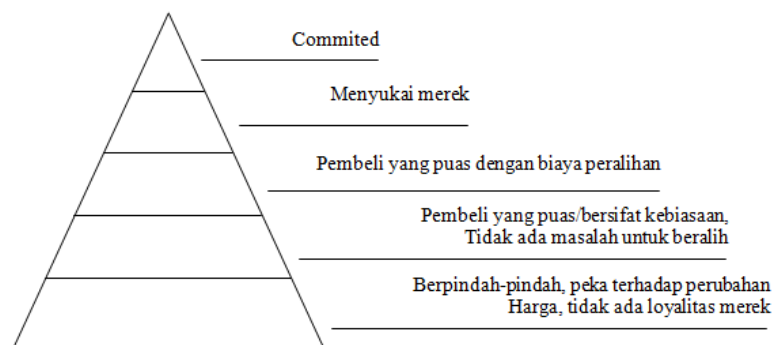 Commited
Menyukai merek
Pembeli yang puas dengan biaya peralihan
Pembeli yang puas/bersifat kebiasaan,
Tidak ada masalah untuk beralih
Berpindah-pindah, peka terhadap perubahan
Harga, tidak ada loyalitas merek